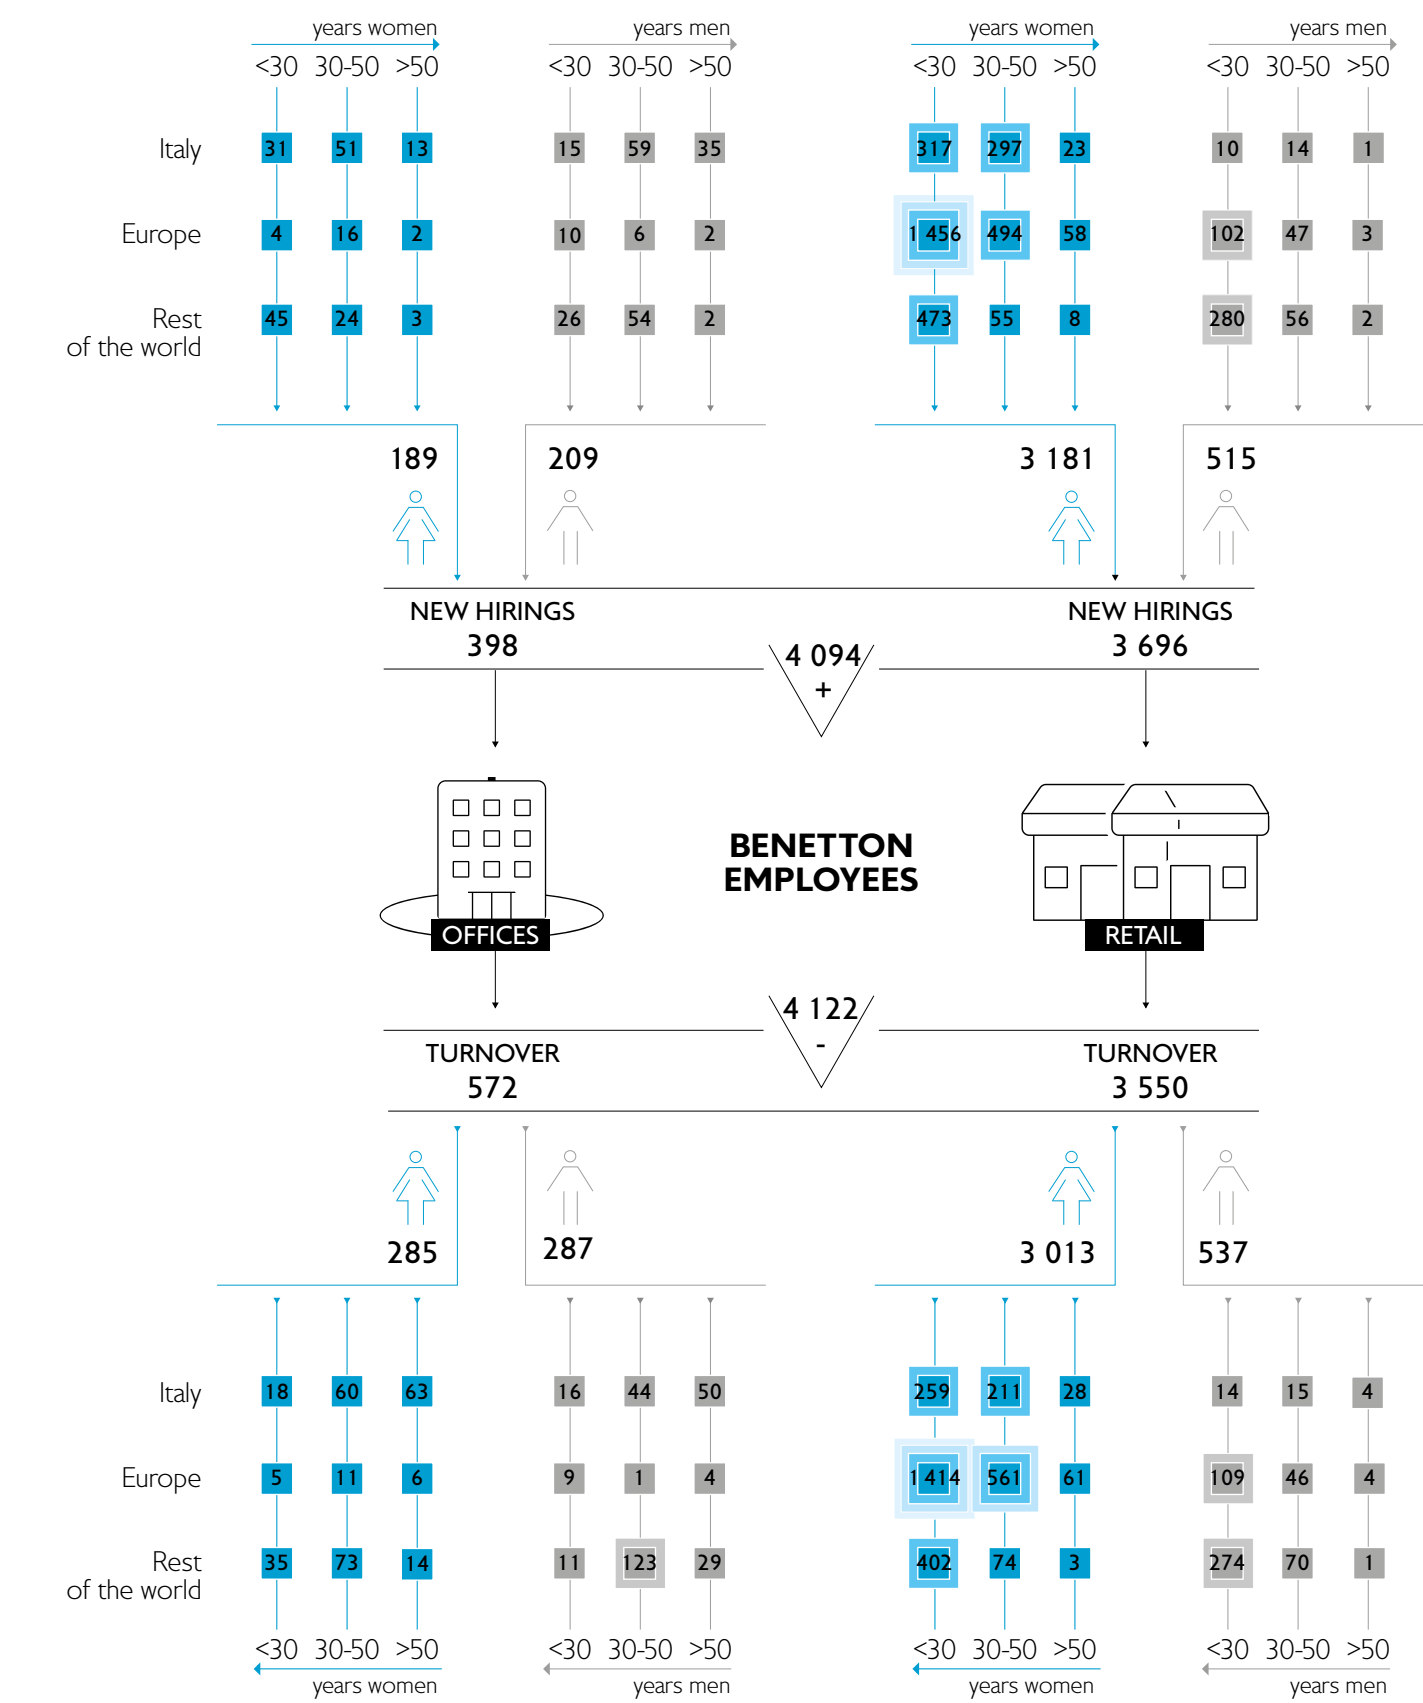 years women years men years women years men
<30 30-50 >50 <30 30-50 >50 <30 30-50 >50 <30 30-50 >50
Italy 31 51 13 15 59 35 317 297 23 10 14 1
Europe 4 16 2 10 6 2 1 456 494 58 102 47 3
Rest 45 24 3 26 54 2 473 55 8 280 56 2
of the world
189 209 3 181 515
NEW HIRINGS NEW HIRINGS
398 4 094 3 696
+
BENETTON
EMPLOYEES
OFFICES RETAIL
4 122
-
TURNOVER TURNOVER
572 3 550
285 287 3 013 537
Italy 18 60 63 16 44 50 259 211 28 14 15 4
Europe 5 11 6 9 1 4 1 414 561 61 109 46 4
Rest 35 73 14 11 123 29 402 74 3 274 70 1
of the world
<30 30-50 >50 <30 30-50 >50 <30 30-50 >50 <30 30-50 >50
years women years men years women years men